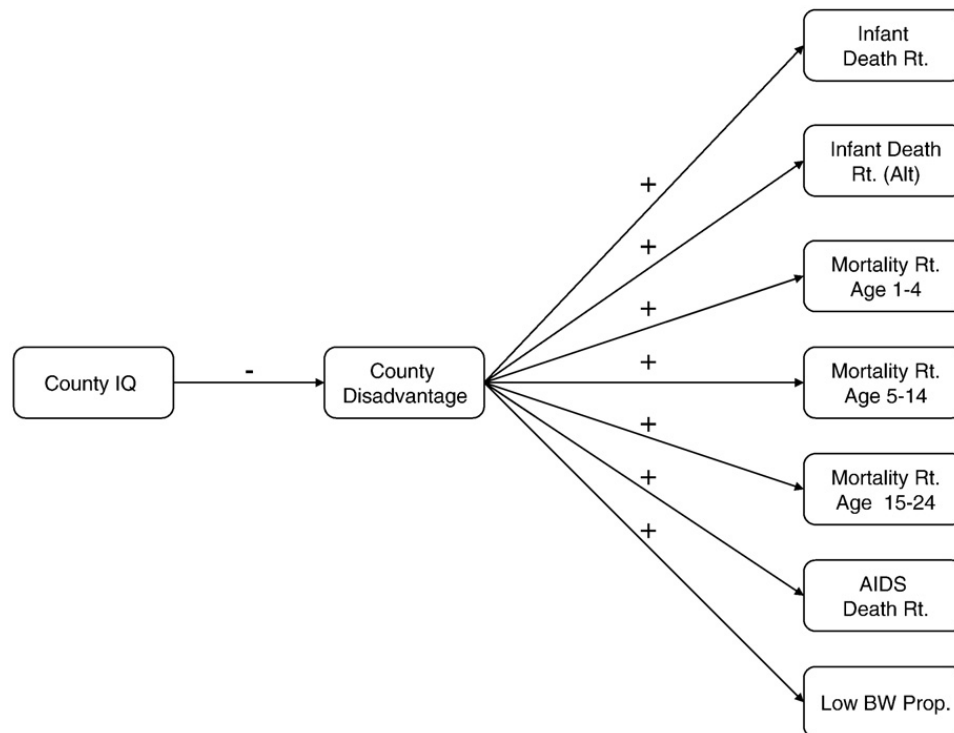 Infant
Death Rt.
Infant Death
Rt. (Alt)
Mortality Rt.
Age 1-4
County IQ
-
County
Disadvantage
+
+
+
+
+
+
+
Mortality Rt.
Age 5-14
Mortality Rt.
Age 15-24
AIDS
Death Rt.
Low BW Prop.